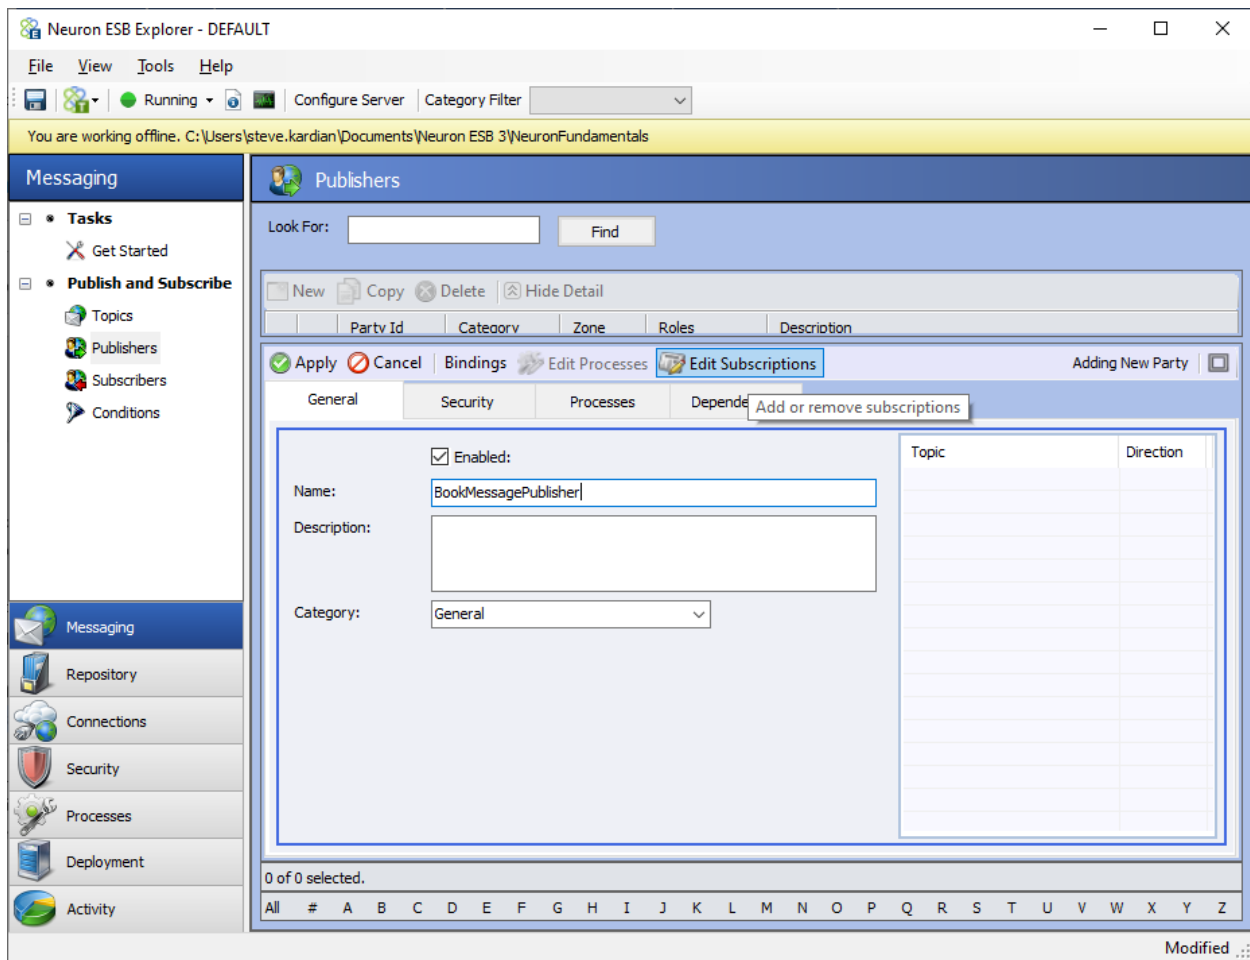 Neuron ESB Explorer - DEFAULT
File View Tools Help
Running Configure Server Category Filter
You are working offline. C:\Users\steve.kardian\Documents\Neuron ESB 3\NeuronFundamentals
Messaging
Tasks
Get Started
Publish and Subscribe
Topics
Publishers
Subscribers
Conditions
Messaging
Repository
Connections
Security
Processes
Deployment
Activity
Publishers
Look For: Find
New Copy Delete Hide Detail
Party Id Category Zone Roles Description
Apply Cancel Bindings Edit Processes Edit Subscriptions Adding New Party
General Security Processes Depende
Add or remove subscriptions
Enabled:
Name: BookMessagePublisher
Description:
Category: General
Topic Direction
0 of 0 selected.
All # A B C D E F G H I J K L M N O P Q R S T U V W X Y Z
Modified